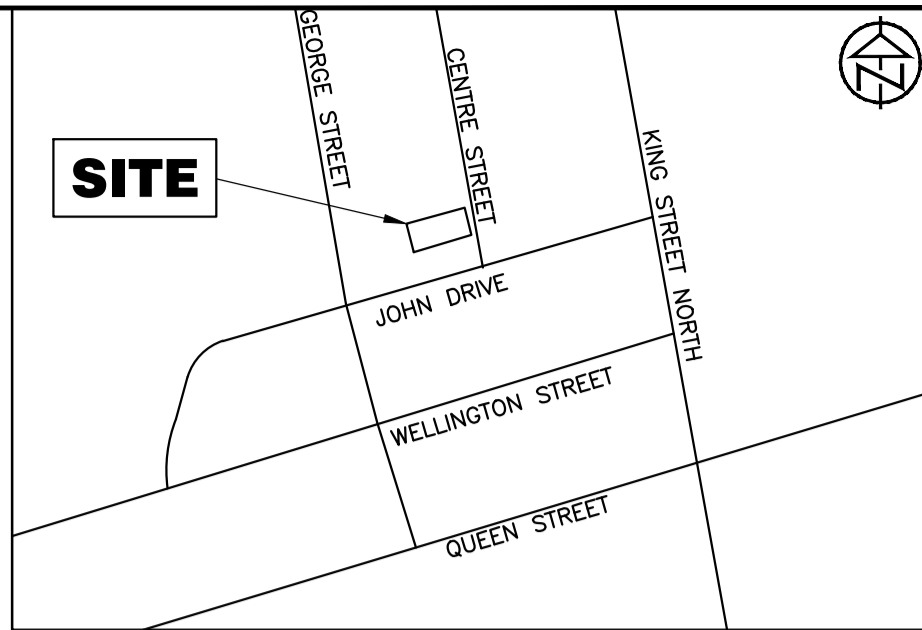 GEORGE STREET
CENTRE STREET
KING STREET NORTH
N
SITE
JOHN DRIVE
WELLINGTON STREET
QUEEN STREET